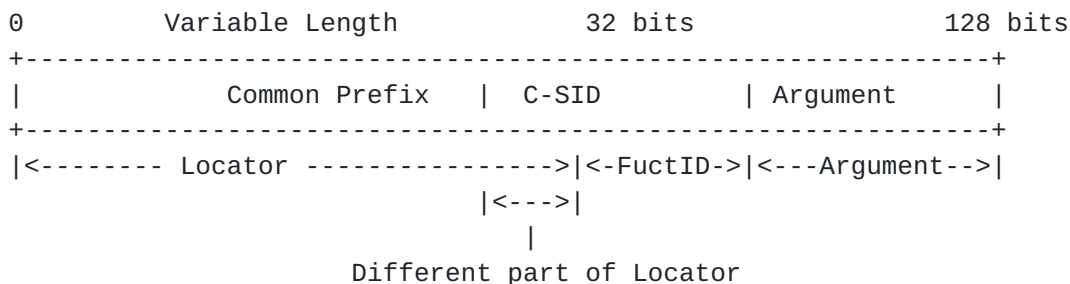 0         Variable Length            32 bits                128 bits
+--------------------------------------------------------------+
|             Common Prefix   |  C-SID         | Argument      |
+--------------------------------------------------------------+
|<-------- Locator ---------------->|<-FuctID->|<---Argument-->|
|<--->|
|
Different part of Locator